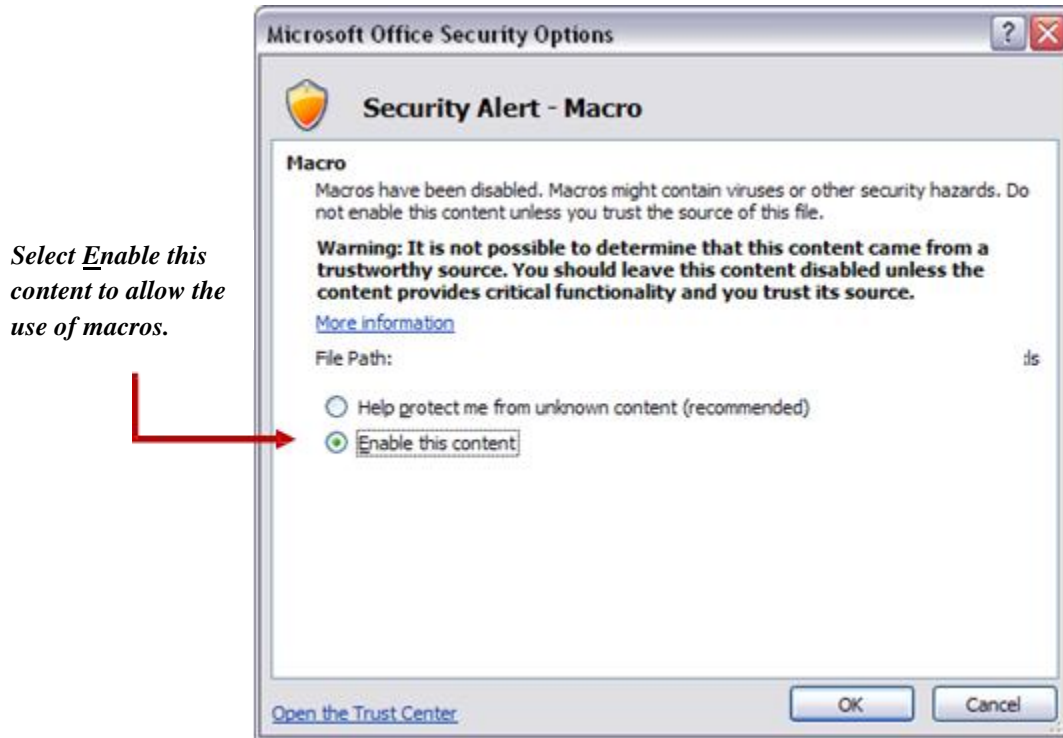 Microsoft Office Security Options
Security Alert - Macro
Macro
Macros have been disabled. Macros might contain viruses or other security hazards. Do
not enable this content unless you trust the source of this file.
Warning: It is not possible to determine that this content came from a
trustworthy source. You should leave this content disabled unless the
content provides critical functionality and you trust its source.
More information
File Path:
Help protect me from unknown content (recommended)
Enable this content
Open the Trust Center
OK
Cancel
Select Enable this
content to allow the
use of macros.